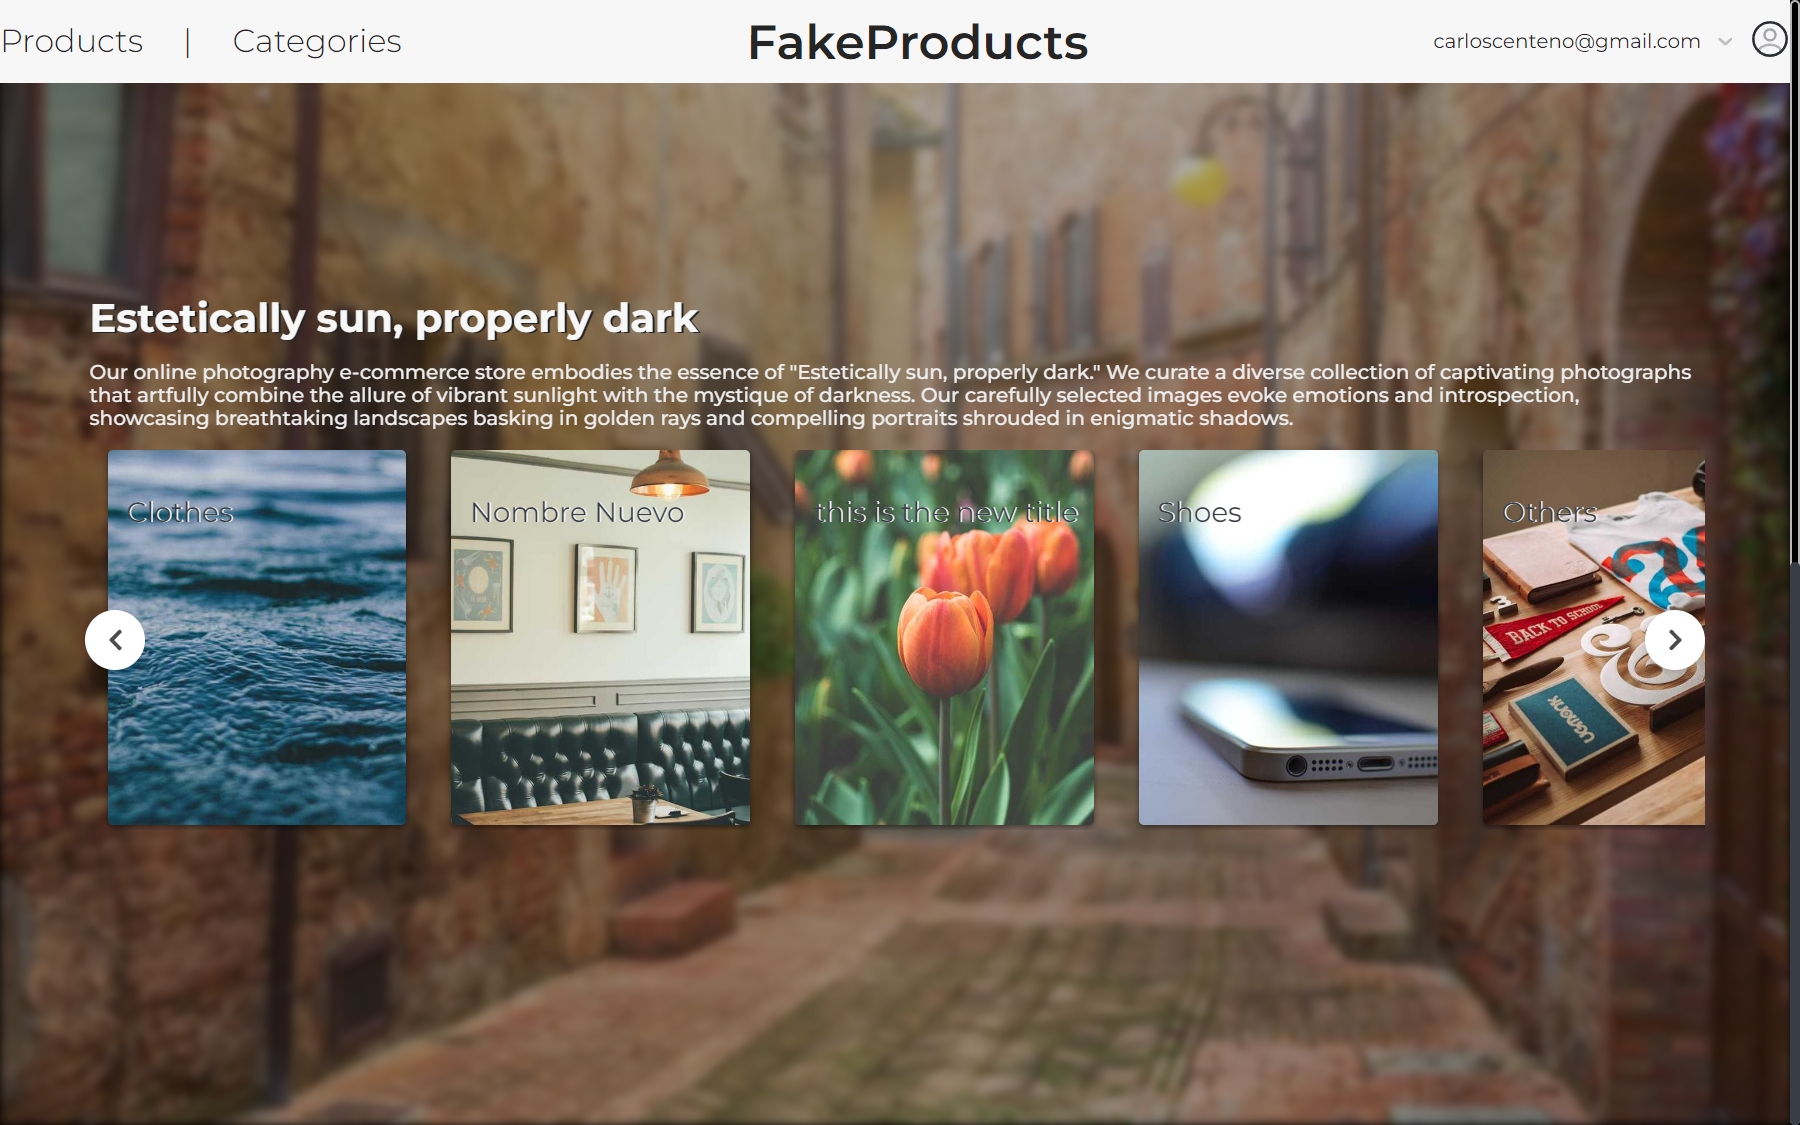 Products | Categories
FakeProducts
carloscenteno@gmail.com
Estetically sun, properly dark
Our online photography e-commerce store embodies the essence of "Estetically sun, properly dark." We curate a diverse collection of captivating photographs
that artfully combine the allure of vibrant sunlight with the mystique of darkness. Our carefully selected images evoke emotions and introspection,
showcasing breathtaking landscapes basking in golden rays and compelling portraits shrouded in enigmatic shadows.
Clothes
Nombre Nuevo
this is the new title
Shoes
Others
BACK TO SCHOOL